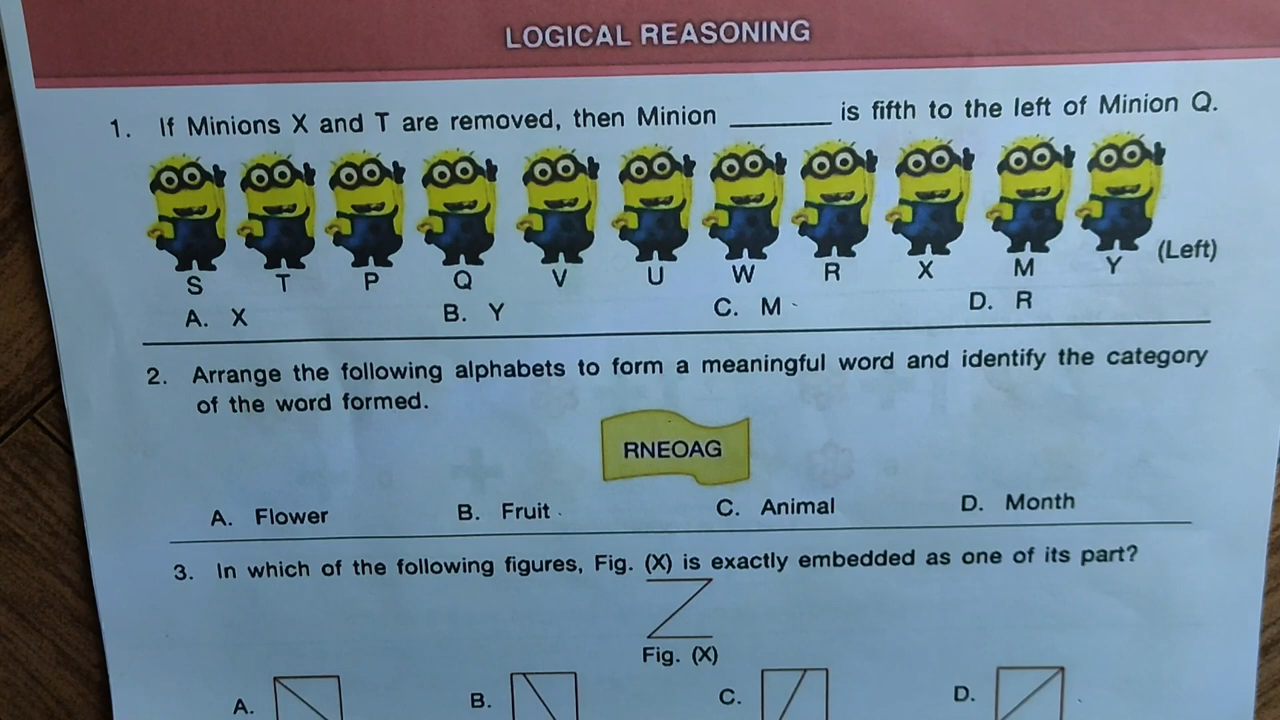 LOGICAL REASONING
1. If Minions X and T are removed, then Minion _______ is fifth to the left of Minion Q.
S T P Q V U W R X M Y (Left)
A. X B. Y C. M D. R
2. Arrange the following alphabets to form a meaningful word and identify the category
of the word formed.
RNEOAG
A. Flower B. Fruit C. Animal D. Month
3. In which of the following figures, Fig. (X) is exactly embedded as one of its part?
Fig. (X)
A. B. C. D.